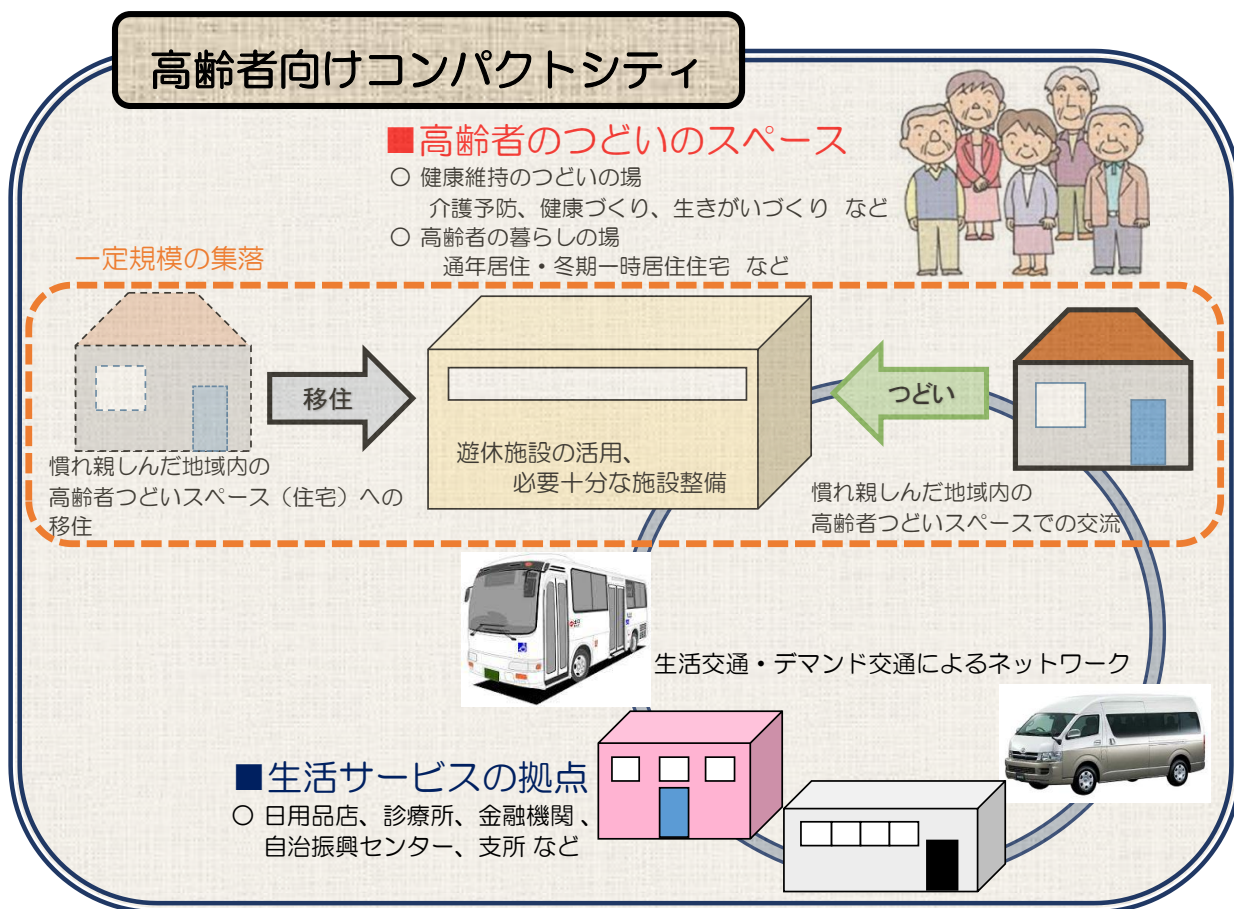 高齢者向けコンパクトシティ
■高齢者のつどいのスペース
○ 健康維持のつどいの場
介護予防、健康づくり、生きがいづくり など
○ 高齢者の暮らしの場
通年居住・冬期一時居住住宅 など
一定規模の集落
移住
つどい
遊休施設の活用、
必要十分な施設整備
慣れ親しんだ地域内の
高齢者つどいスペース（住宅）への
移住
慣れ親しんだ地域内の
高齢者つどいスペースでの交流
生活交通・デマンド交通によるネットワーク
■生活サービスの拠点
○ 日用品店、診療所、金融機関、
自治振興センター、支所 など